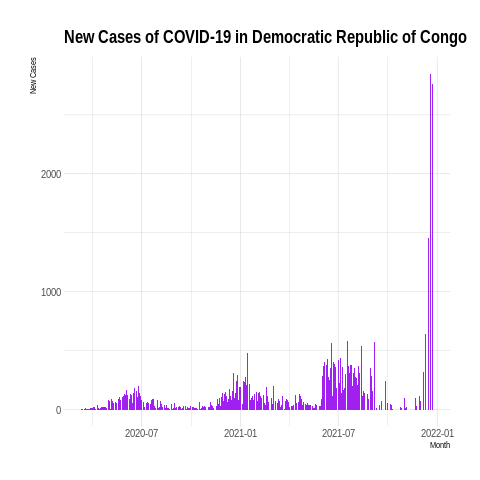 New Cases of COVID-19 in Democratic Republic of Congo
New Cases
2000
1000
0
2020-07 2021-01 2021-07 2022-01
Month